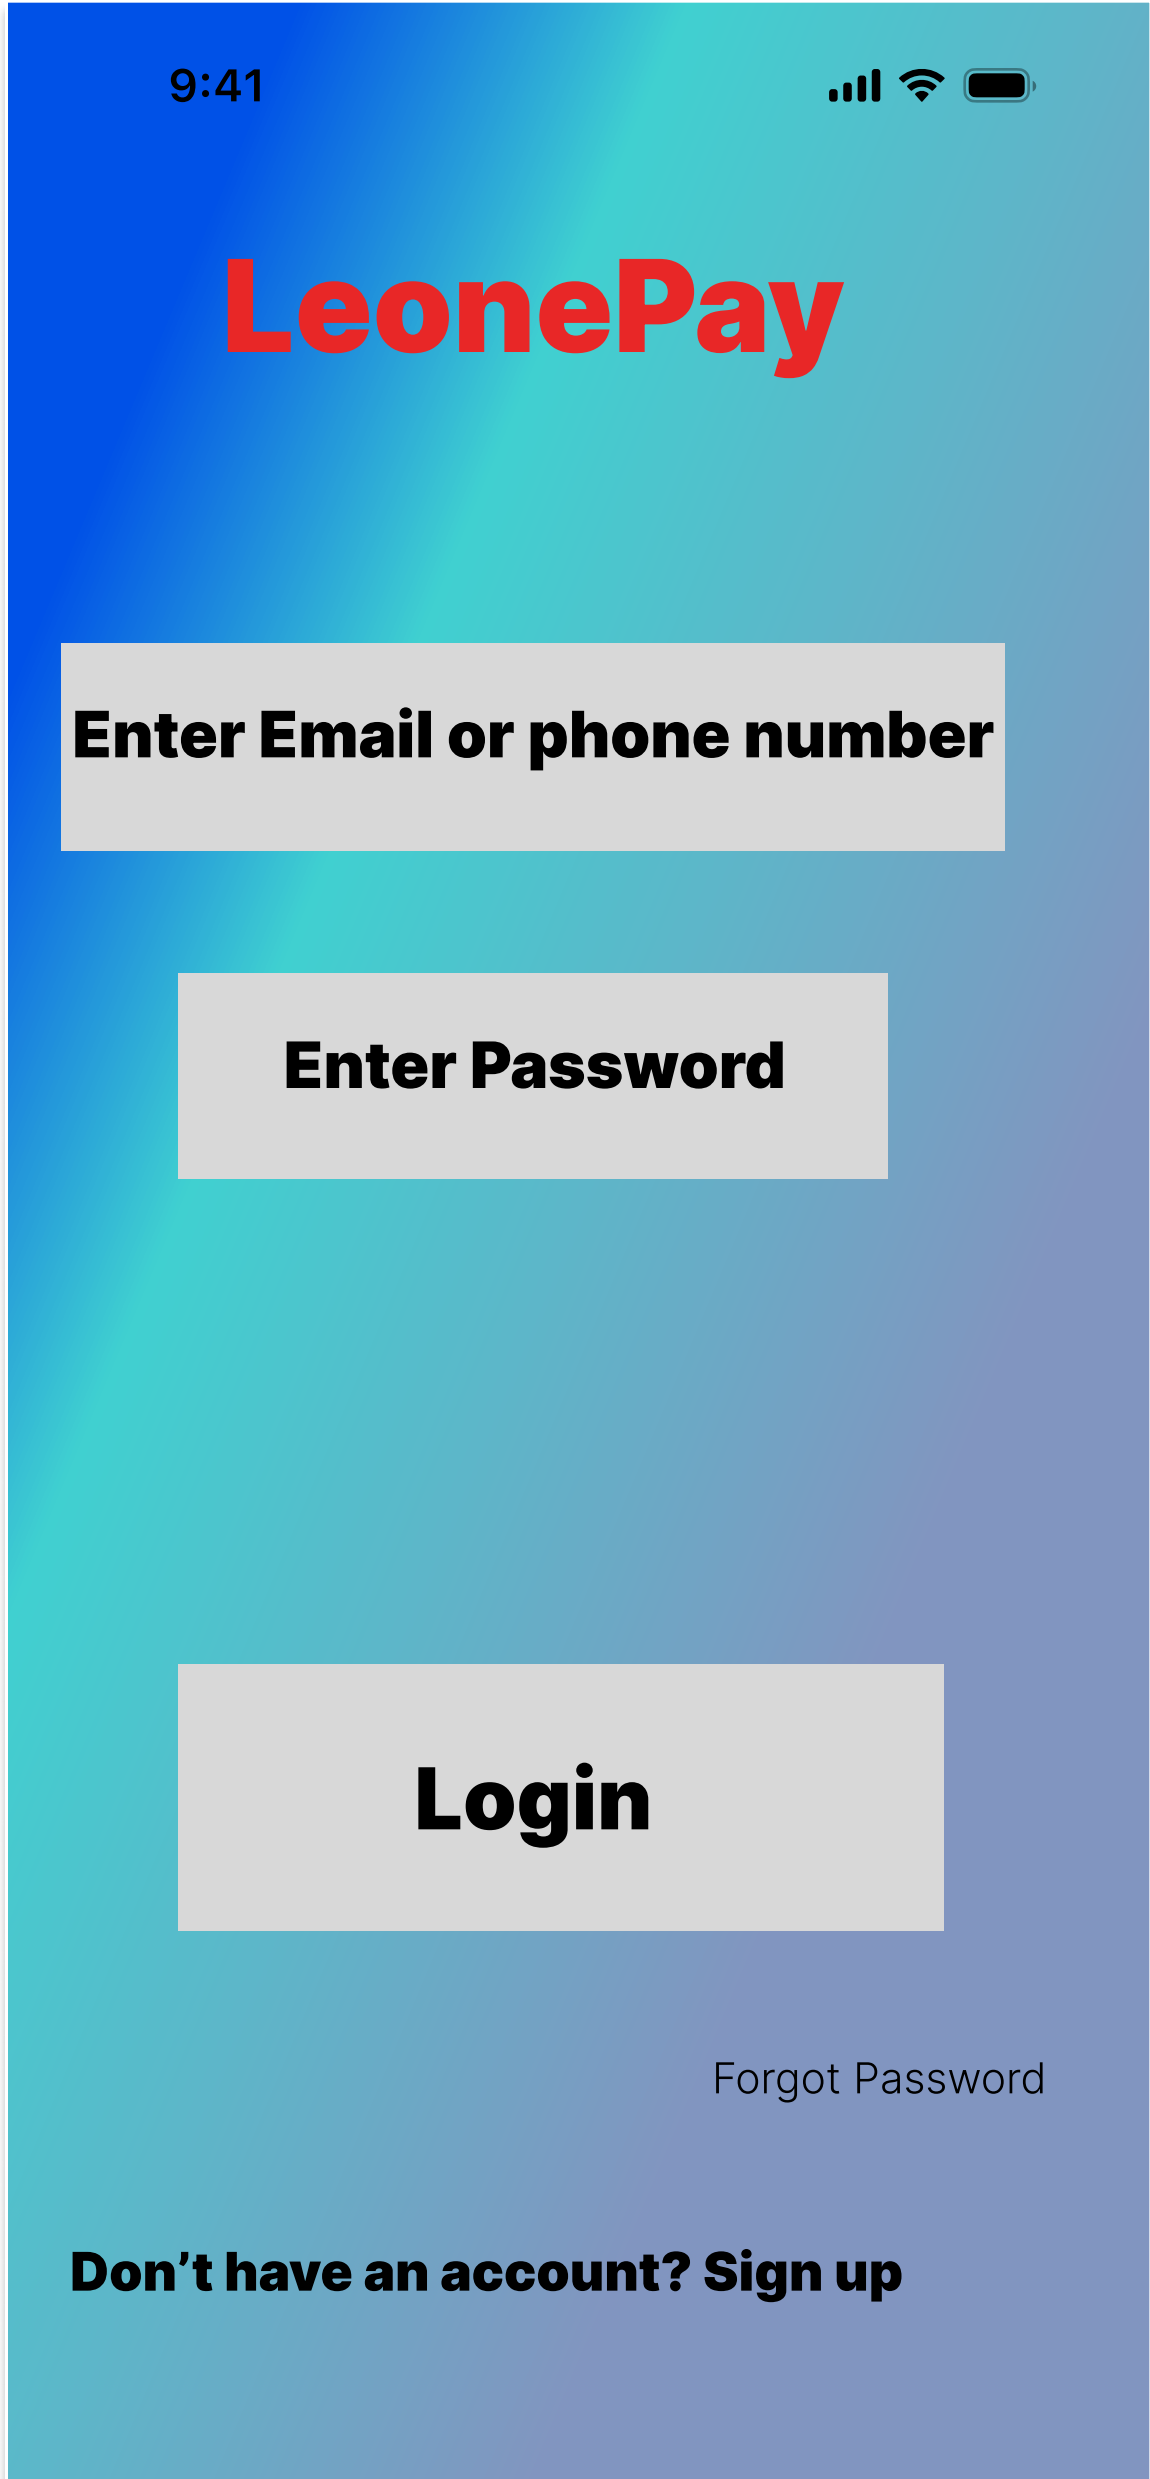 9:41
LeonePay
Enter Email or phone number
Enter Password
Login
Forgot Password
Don’t have an account? Sign up